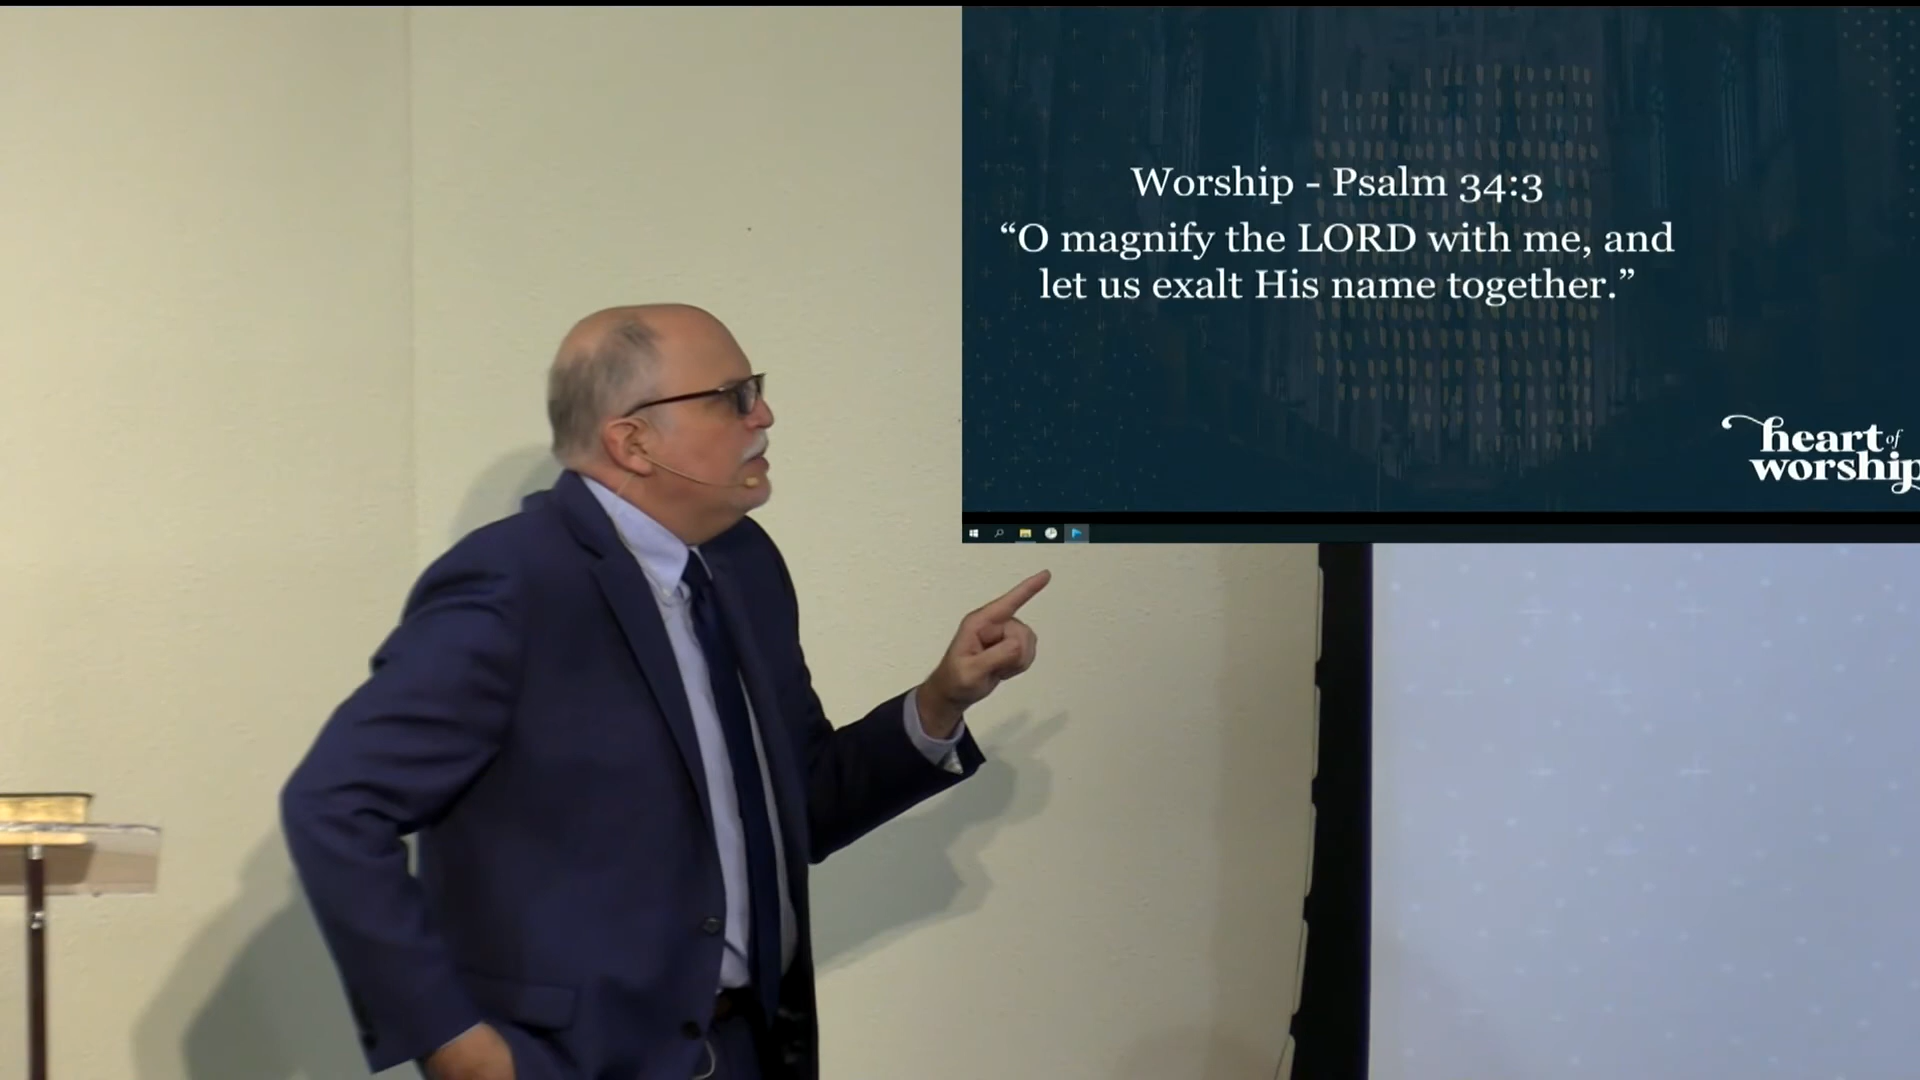 Worship - Psalm 34:3
“O magnify the LORD with me, and
let us exalt His name together.”
heart of
worship